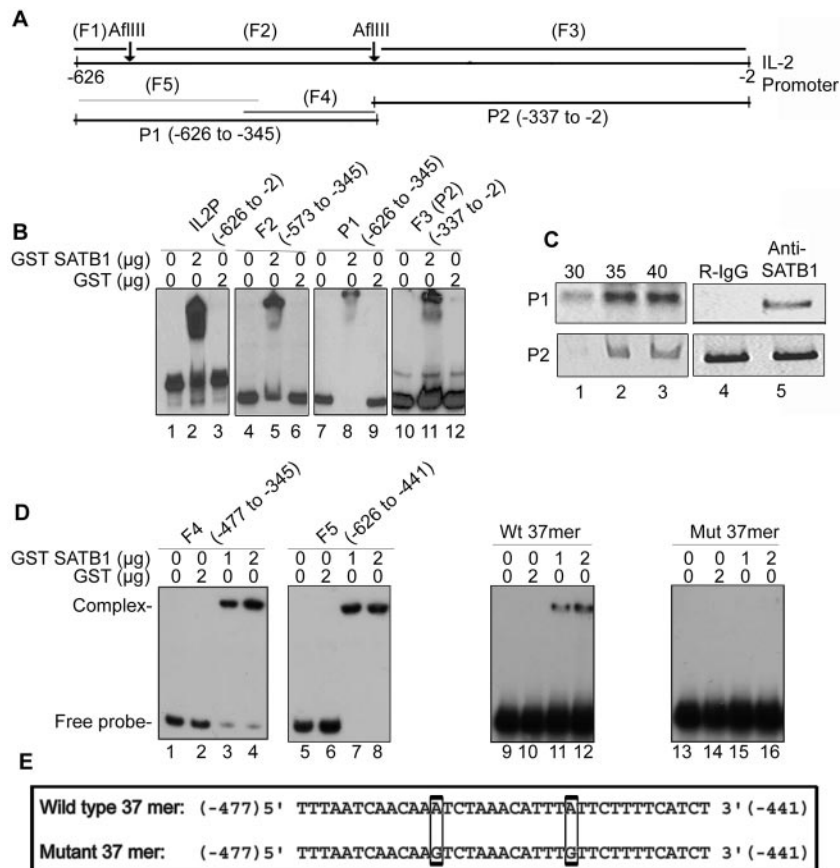 A
(F1) AflIII (F2) AflIII (F3)
-626 -2 IL-2
Promoter
(F5) (F4)
P1 (-626 to -345) P2 (-337 to -2)
B
IL2P (-626 to -2) F2 (-573 to -345) P1 (-626 to -345) F3 (P2) (-337 to -2)
GST SATB1 (µg) 0 2 0 0 2 0 0 2 0 0 2 0
GST (µg) 0 0 2 0 0 2 0 0 2 0 0 2
1 2 3 4 5 6 7 8 9 10 11 12
C
30 35 40 R-IgG Anti-
SATB1
P1
P2
1 2 3 4 5
D
F4 (-477 to -345) F5 (-626 to -441) Wt 37mer Mut 37mer
GST SATB1 (µg) 0 0 1 2 0 0 1 2 0 0 1 2 0 0 1 2
GST (µg) 0 2 0 0 0 2 0 0 0 2 0 0 0 2 0 0
Complex-
Free probe-
1 2 3 4 5 6 7 8 9 10 11 12 13 14 15 16
E
Wild type 37 mer: (-477) 5' TTTAATCAACAAATCTAAACATTTATTCTTTTCATCT 3' (-441)
Mutant 37 mer: (-477) 5' TTTAATCAACAAGTCTAAACATTTGTTCTTTTCATCT 3' (-441)